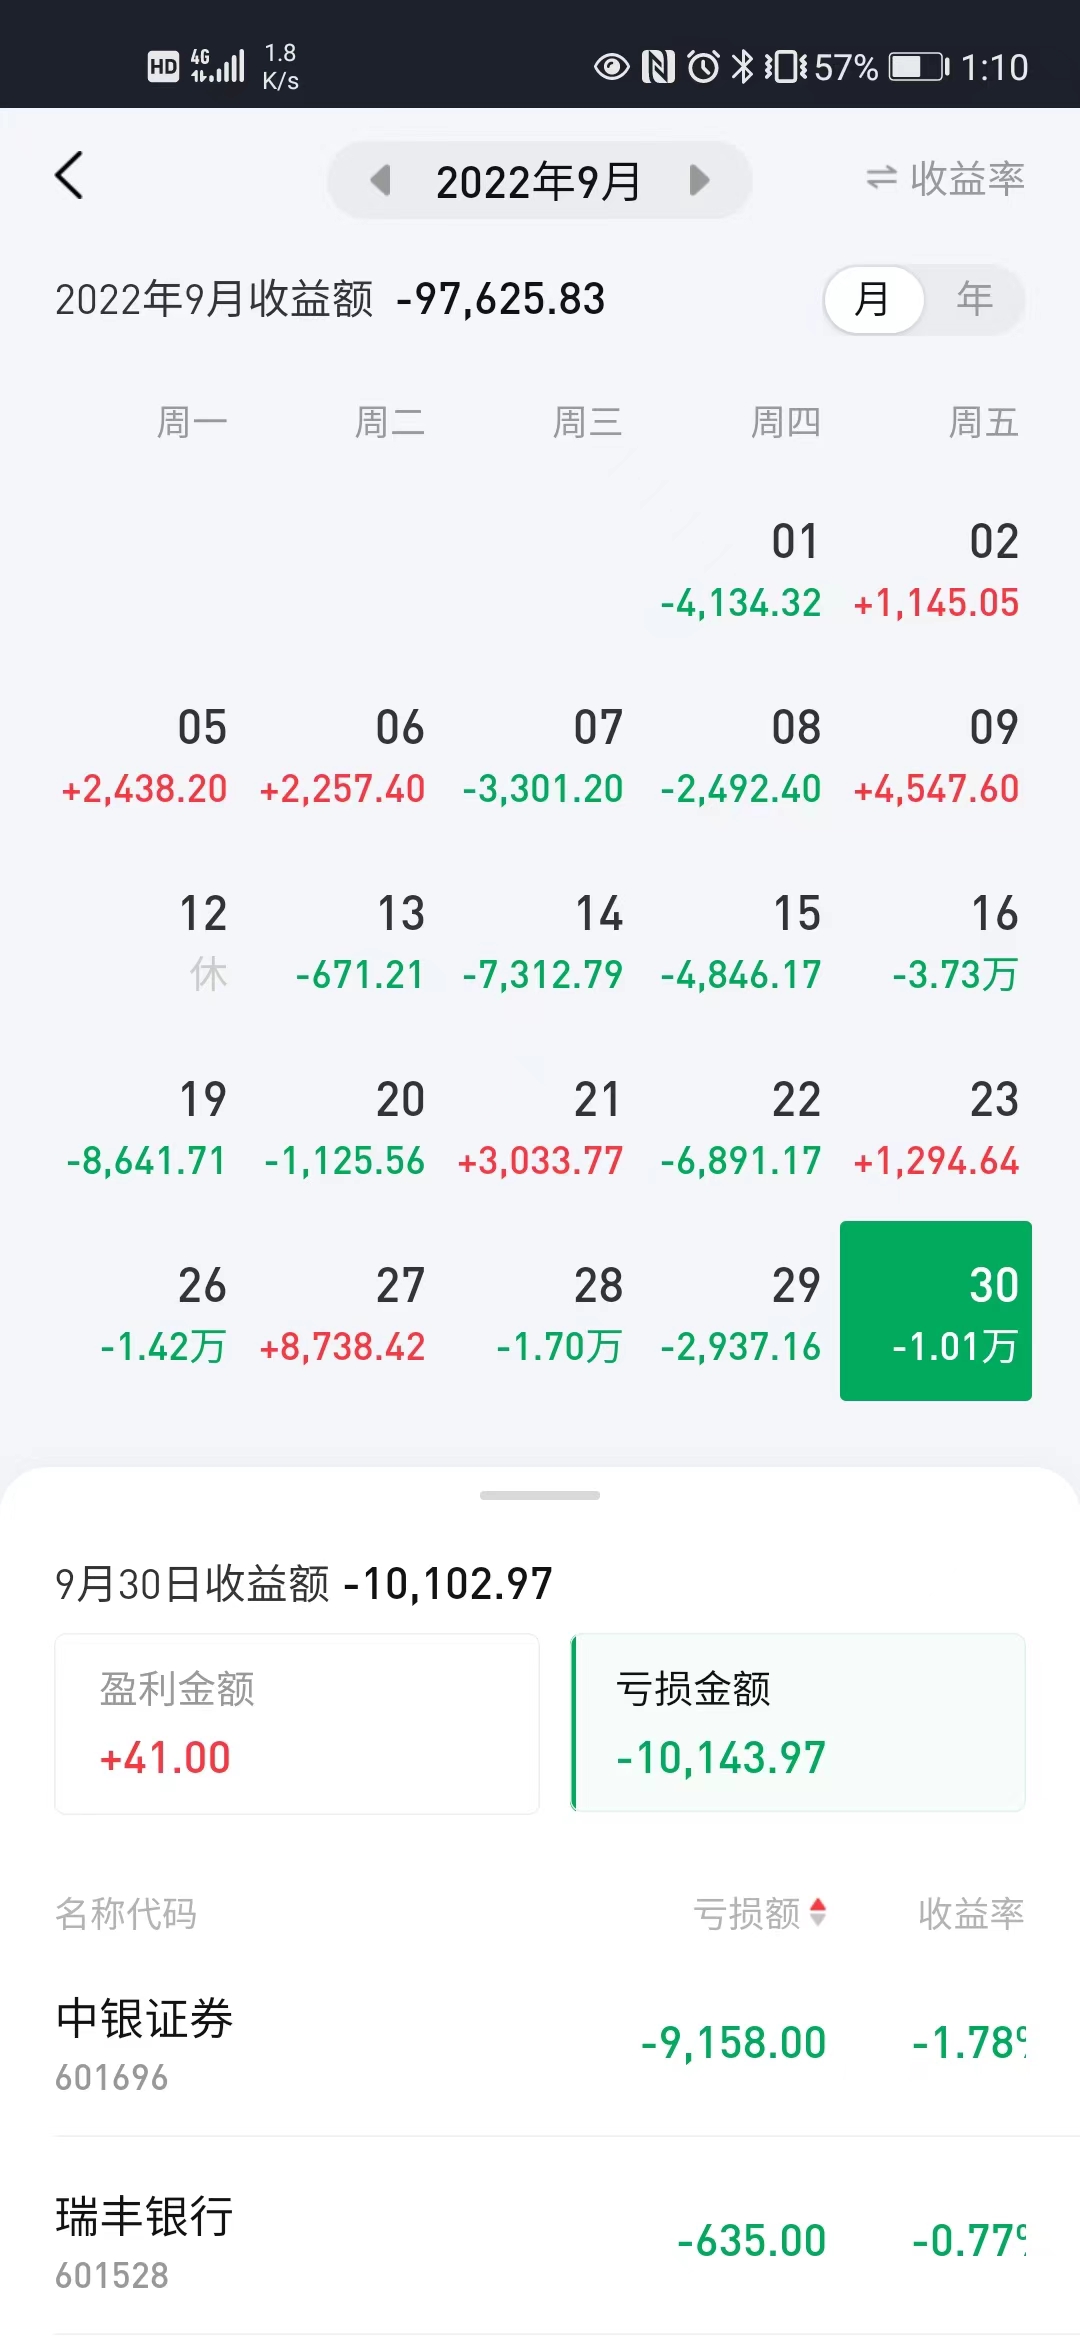 HD 4G 1.8 K/s 57% 1:10
2022年9月 收益率
2022年9月收益额 -97,625.83 月 年
周一 周二 周三 周四 周五
01 02
-4,134.32 +1,145.05
05 06 07 08 09
+2,438.20 +2,257.40 -3,301.20 -2,492.40 +4,547.60
12 13 14 15 16
休 -671.21 -7,312.79 -4,846.17 -3.73万
19 20 21 22 23
-8,641.71 -1,125.56 +3,033.77 -6,891.17 +1,294.64
26 27 28 29 30
-1.42万 +8,738.42 -1.70万 -2,937.16 -1.01万
9月30日收益额 -10,102.97
盈利金额 亏损金额
+41.00 -10,143.97
名称代码 亏损额 收益率
中银证券 -9,158.00 -1.78%
601696
瑞丰银行 -635.00 -0.77%
601528